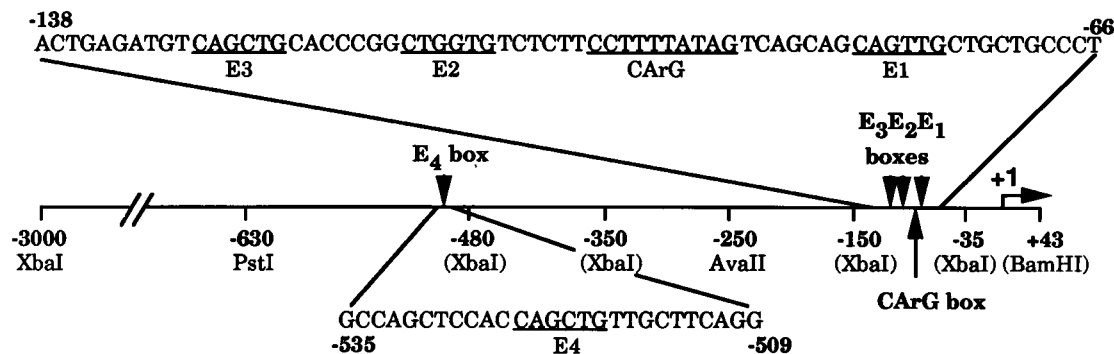 -138 -66
ACTGAGATGTCAGCTGCACCCGGCTGGTGTCTCTTCCTTTTATAGTCAGCAGCAGTTGCTGCTGCCCT
E3 E2 CArG E1
E3E2E1
boxes
E4 box
+1
-3000 -630 -480 -350 -250 -150 -35 +43
XbaI PstI (XbaI) (XbaI) AvaII (XbaI) (XbaI) (BamHI)
CArG box
GCCAGCTCCACCAGCTGTTGCTTCAGG
-535 E4 -509